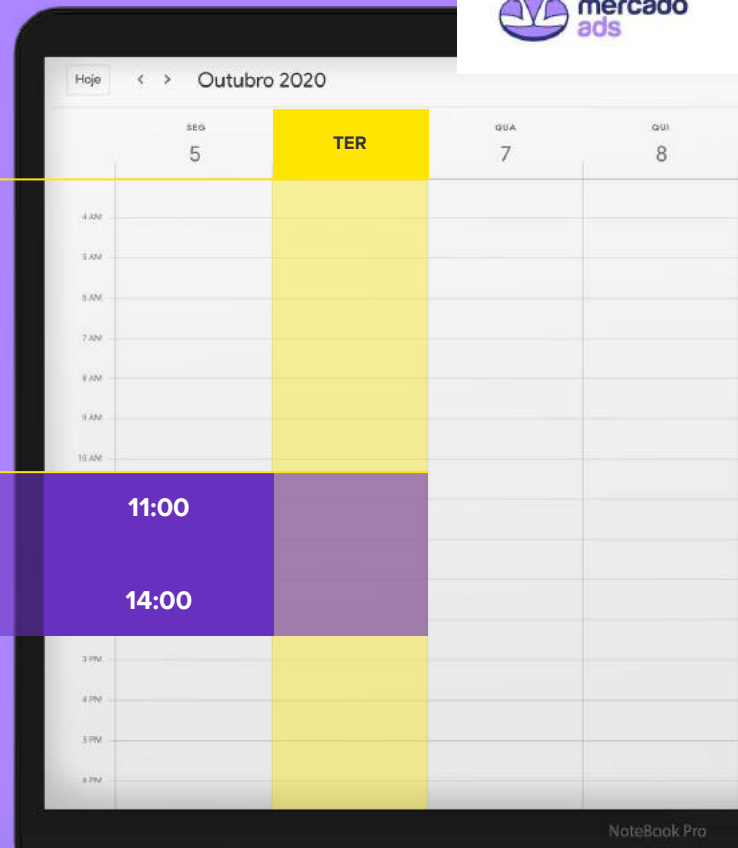 mercado
ads
Hoje < > Outubro 2020
SEG TER QUA QUI
5 7 8
4 AM
5 AM
6 AM
7 AM
8 AM
9 AM
10 AM
11:00
14:00
3 PM
4 PM
5 PM
6 PM
NoteBook Pro